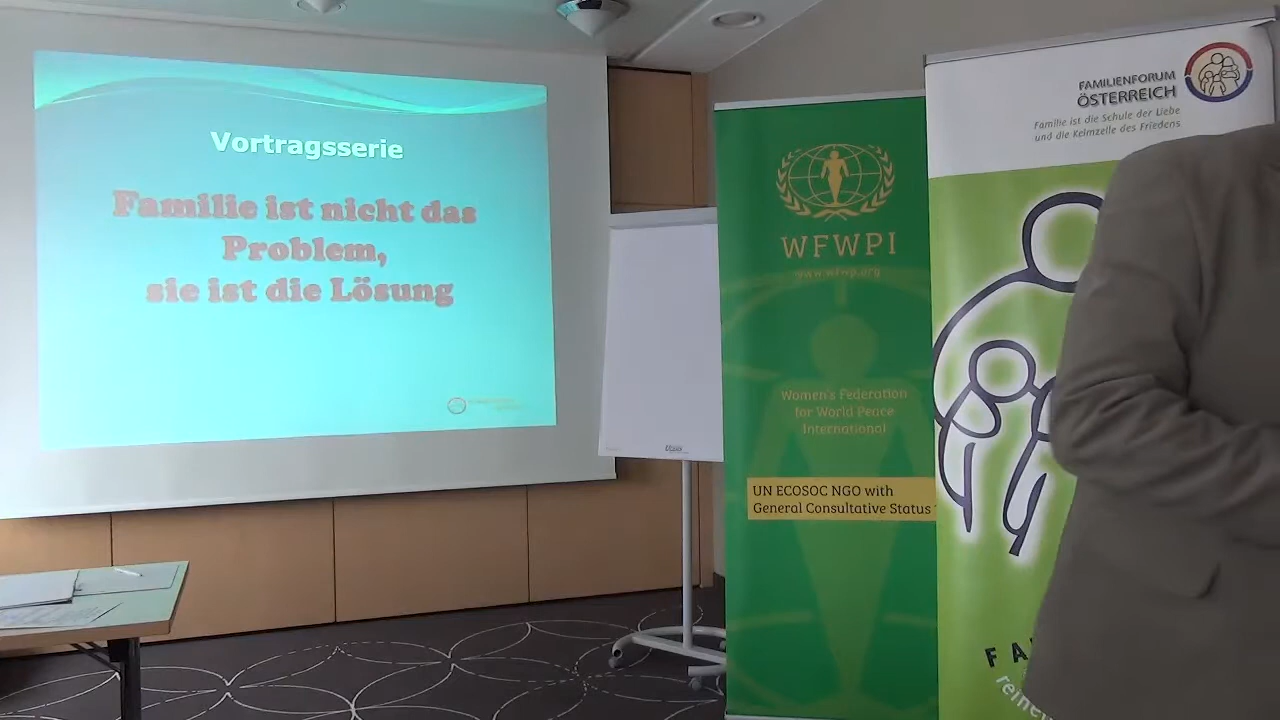 Vortragsserie
Familie ist nicht das
Problem,
sie ist die Lösung
WFWPI
www.wfwp.org
Women's Federation
for World Peace
International
UN ECOSOC NGO with
General Consultative Status
FAMILIENFORUM
ÖSTERREICH
Familie ist die Schule der Liebe
und die Keimzelle des Friedens